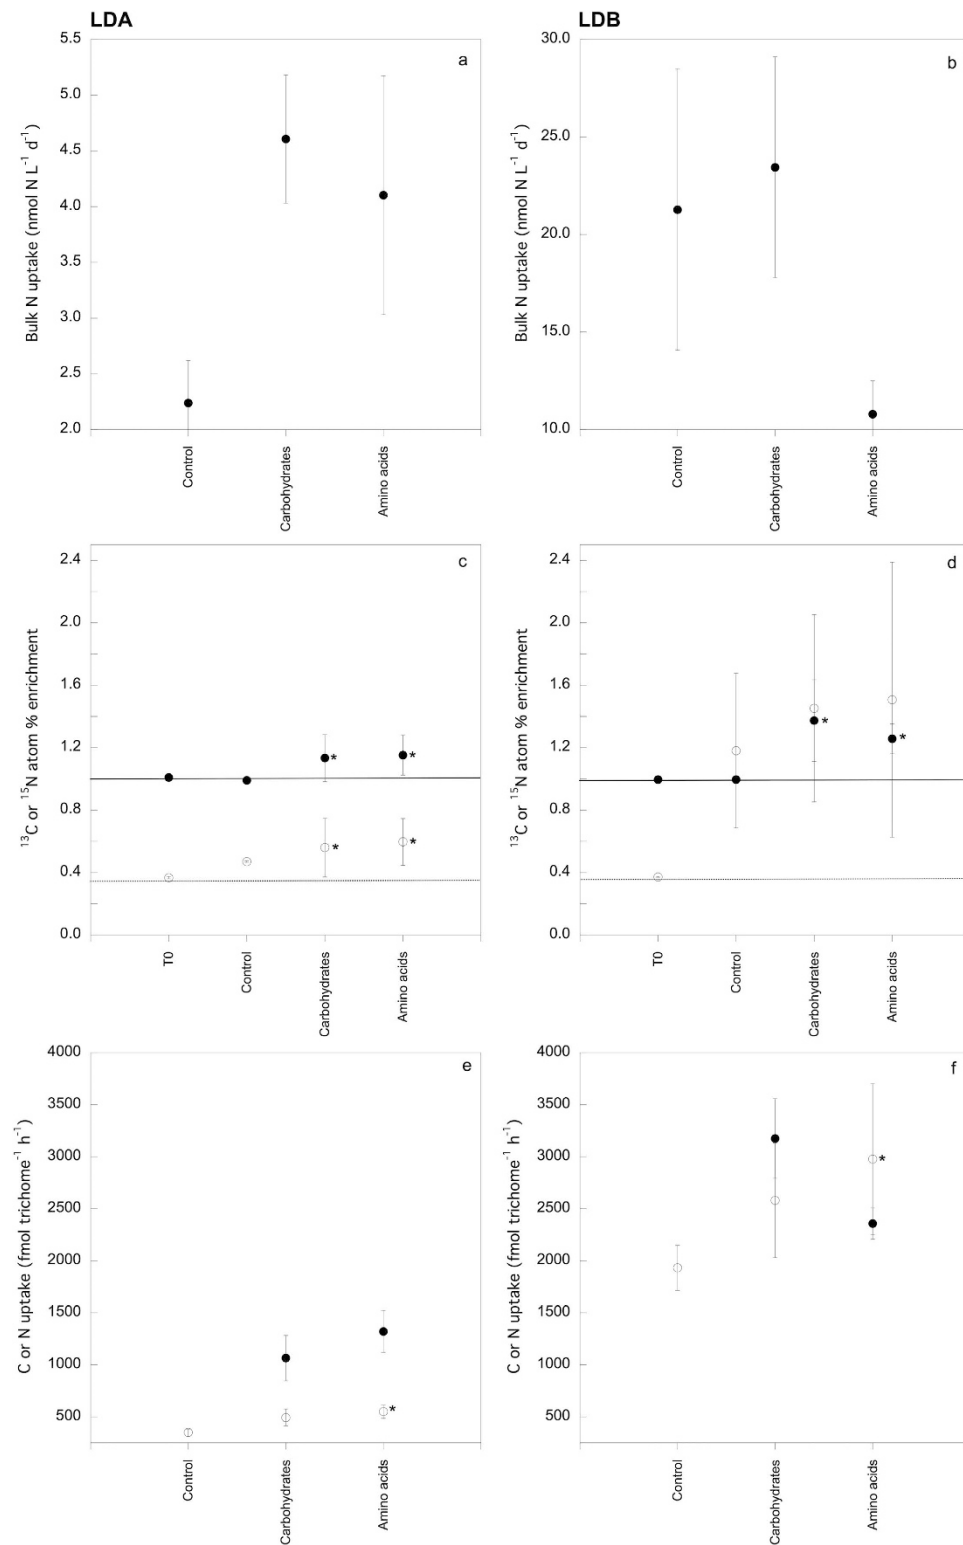 LDA
LDB
a
Bulk N uptake (nmol N L⁻¹ d⁻¹)
5.5
5.0
4.5
4.0
3.5
3.0
2.5
2.0
Control
Carbohydrates
Amino acids
b
Bulk N uptake (nmol N L⁻¹ d⁻¹)
30.0
25.0
20.0
15.0
10.0
Control
Carbohydrates
Amino acids
c
¹³C or ¹⁵N atom % enrichment
2.4
2.0
1.6
1.2
0.8
0.4
0.0
*
*
*
*
T0
Control
Carbohydrates
Amino acids
d
¹³C or ¹⁵N atom % enrichment
2.4
2.0
1.6
1.2
0.8
0.4
0.0
*
*
T0
Control
Carbohydrates
Amino acids
e
C or N uptake (fmol trichome⁻¹ h⁻¹)
4000
3500
3000
2500
2000
1500
1000
500
*
Control
Carbohydrates
Amino acids
f
C or N uptake (fmol trichome⁻¹ h⁻¹)
4000
3500
3000
2500
2000
1500
1000
500
*
Control
Carbohydrates
Amino acids